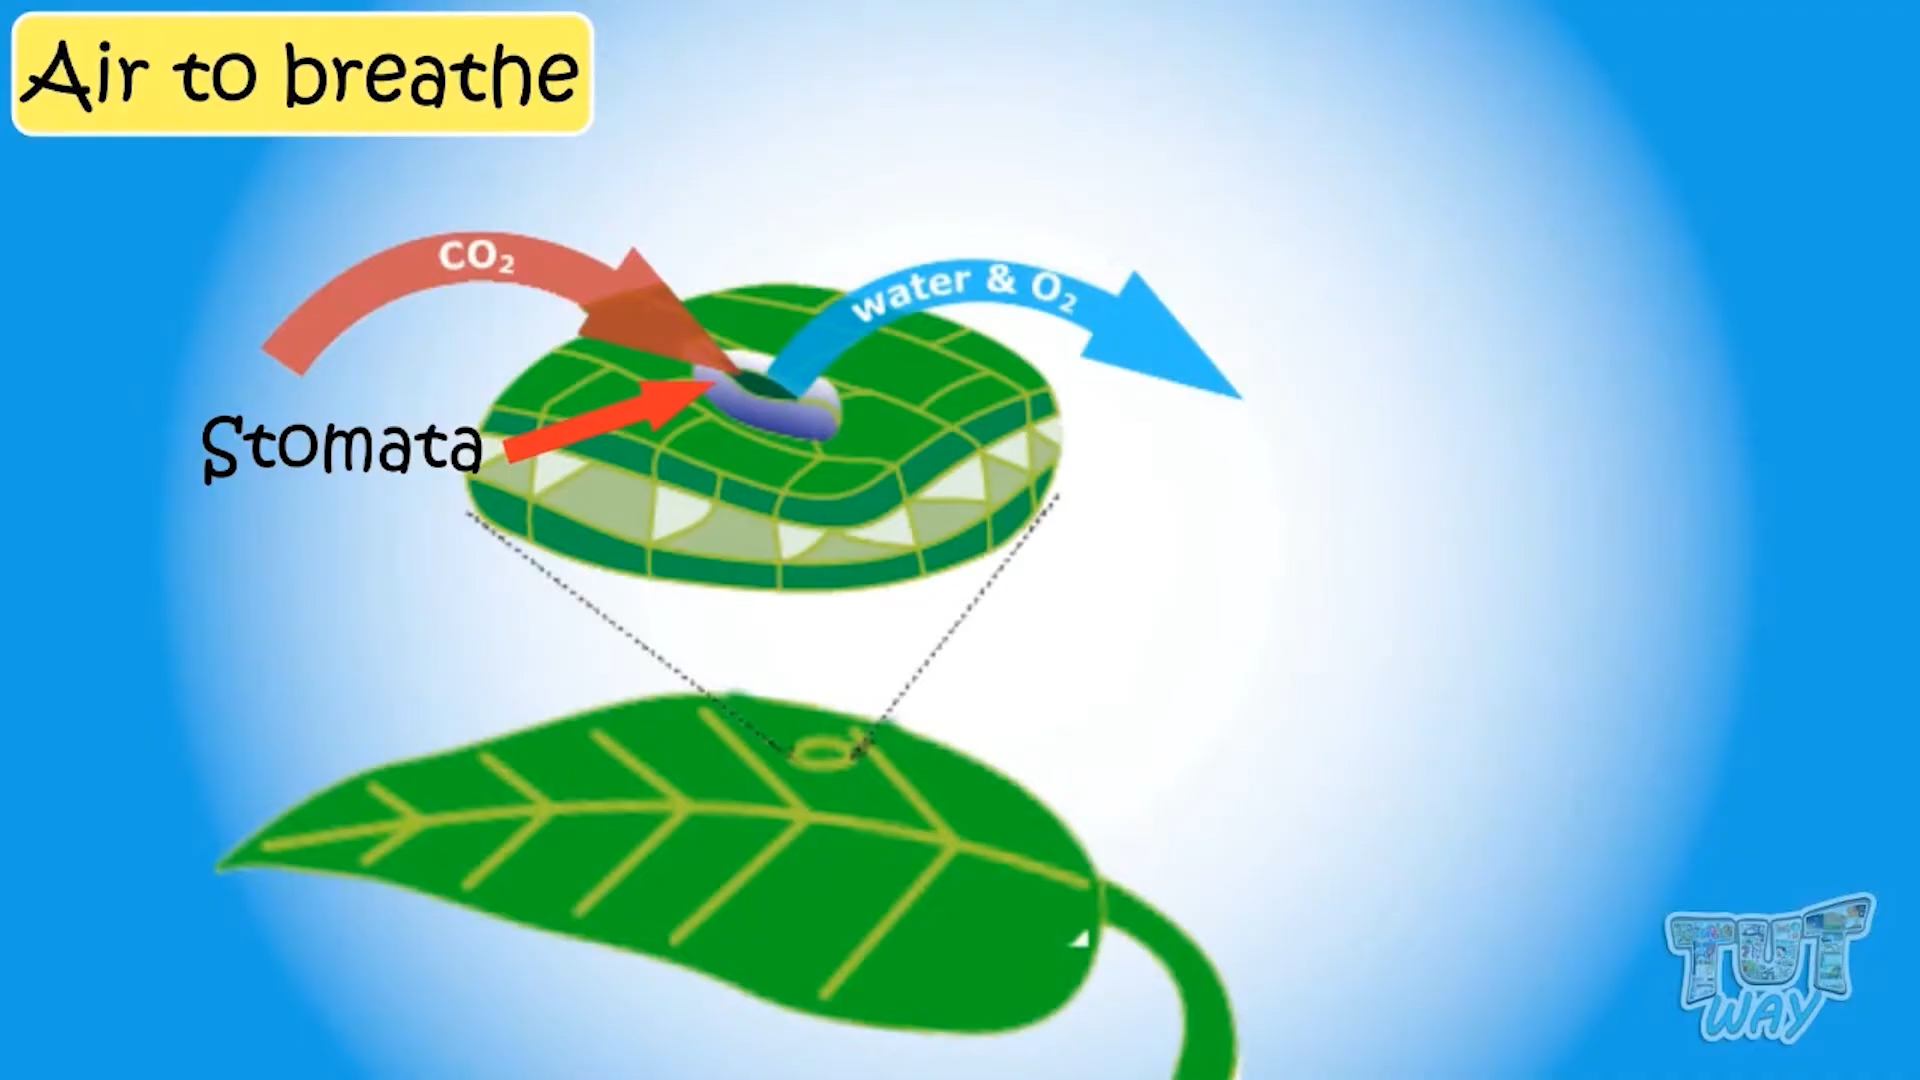 Air to breathe
CO₂
water & O₂
Stomata
TUT
WAY